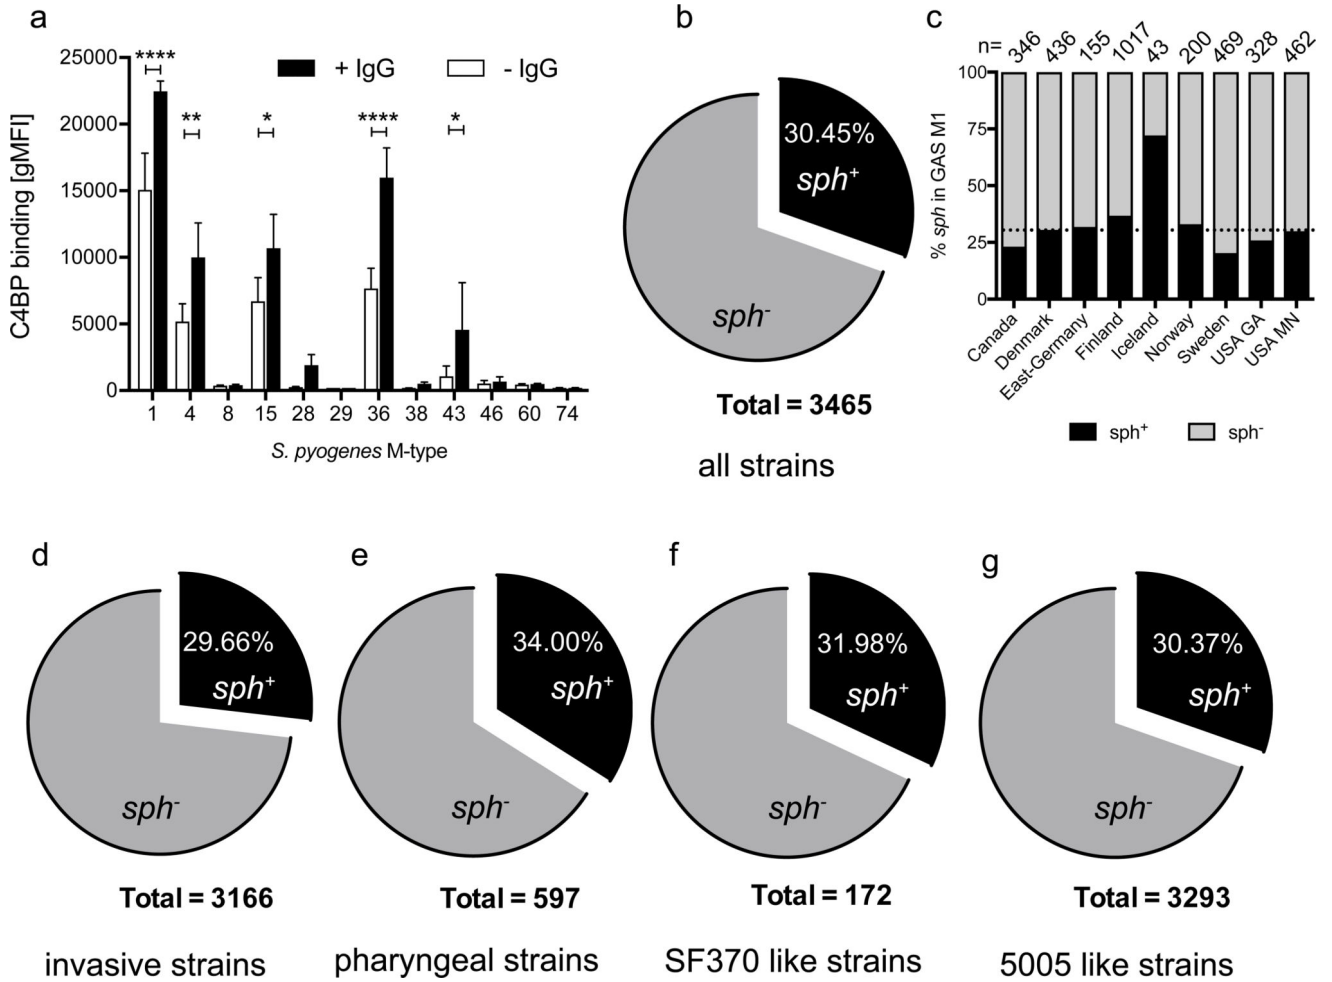 a
C4BP binding [gMFI]
25000
20000
15000
10000
5000
0
**** ** * **** *
+ IgG - IgG
1 4 8 15 28 29 36 38 43 46 60 74
S. pyogenes M-type
b
30.45%
sph+
sph-
Total = 3465
all strains
c
n= 346 436 155 1017 43 200 469 328 462
% sph in GAS M1
100
75
50
25
0
Canada Denmark East-Germany Finland Iceland Norway Sweden USA GA USA MN
sph+ sph-
d
29.66%
sph+
sph-
Total = 3166
invasive strains
e
34.00%
sph+
sph-
Total = 597
pharyngeal strains
f
31.98%
sph+
sph-
Total = 172
SF370 like strains
g
30.37%
sph+
sph-
Total = 3293
5005 like strains